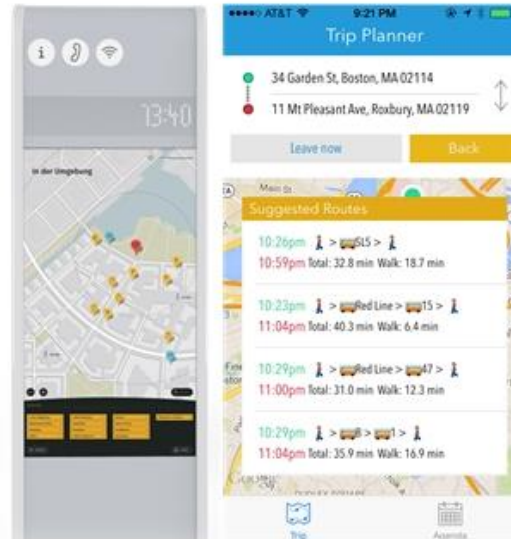 i
13:40
in der Umgebung
AT&T
9:21 PM
Trip Planner
34 Garden St, Boston, MA 02114
11 Mt Pleasant Ave, Roxbury, MA 02119
Leave now
Back
Main St
Suggested Routes
10:26pm > SL5 >
10:59pm Total: 32.8 min Walk: 18.7 min
10:23pm > Red Line > 15 >
11:04pm Total: 40.3 min Walk: 6.4 min
10:29pm > Red Line > 47 >
11:00pm Total: 31.0 min Walk: 12.3 min
10:29pm > 8 > 1 >
11:04pm Total: 35.9 min Walk: 16.9 min
Google
DUDLEY SQUARE
Trip
Agenda